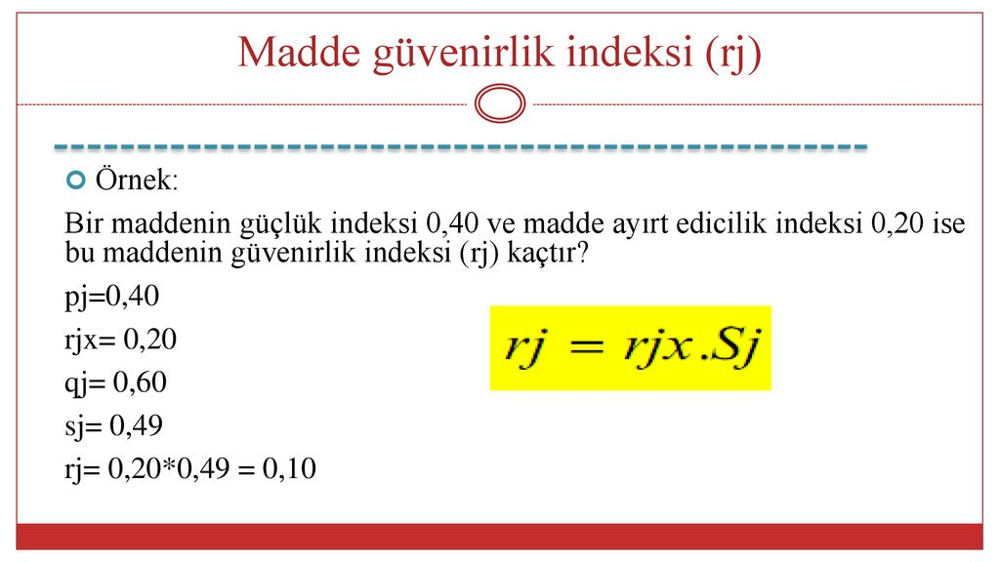 Madde güvenirlik indeksi (rj)
Örnek:
Bir maddenin güçlük indeksi 0,40 ve madde ayırt edicilik indeksi 0,20 ise
bu maddenin güvenirlik indeksi (rj) kaçtır?
pj=0,40
rjx= 0,20
rj = rjx.Sj
qj= 0,60
sj= 0,49
rj= 0,20*0,49 = 0,10